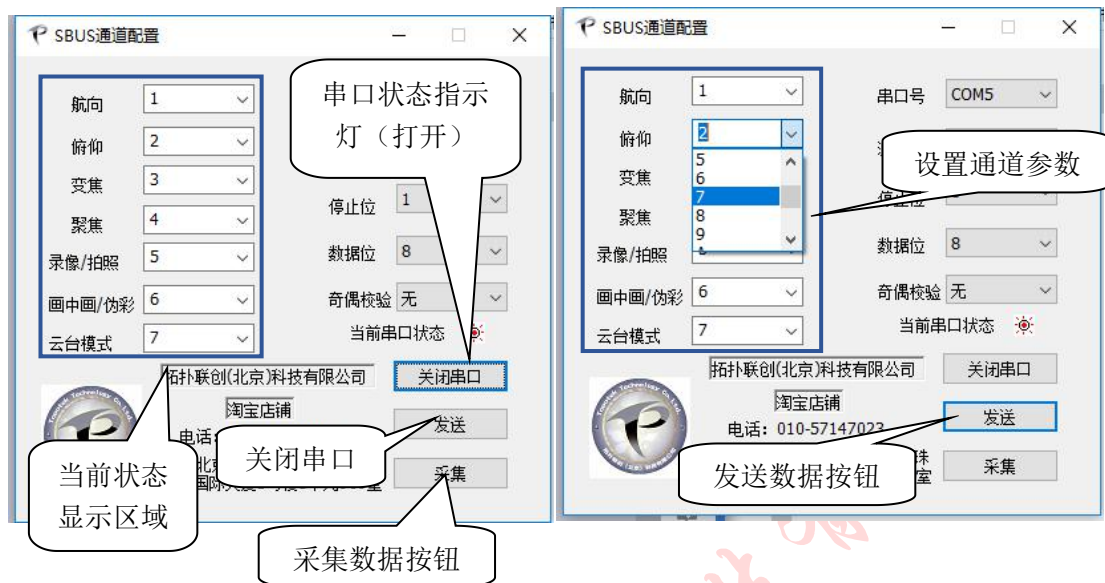 SBUS通道配置
航向 1
俯仰 2
变焦 3
聚焦 4
录像/拍照 5
画中画/伪彩 6
云台模式 7
串口状态指示
灯（打开）
停止位 1
数据位 8
奇偶校验 无
当前串口状态
拓扑联创(北京)科技有限公司
关闭串口
淘宝店铺
发送
电话:
采集
关闭串口
当前状态
显示区域
采集数据按钮
SBUS通道配置
航向 1
俯仰 2
5
6
7
8
9
变焦
聚焦
录像/拍照
画中画/伪彩 6
云台模式 7
串口号 COM5
设置通道参数
停止位
数据位 8
奇偶校验 无
当前串口状态
拓扑联创(北京)科技有限公司
关闭串口
淘宝店铺
发送
电话: 010-57147023
采集
发送数据按钮